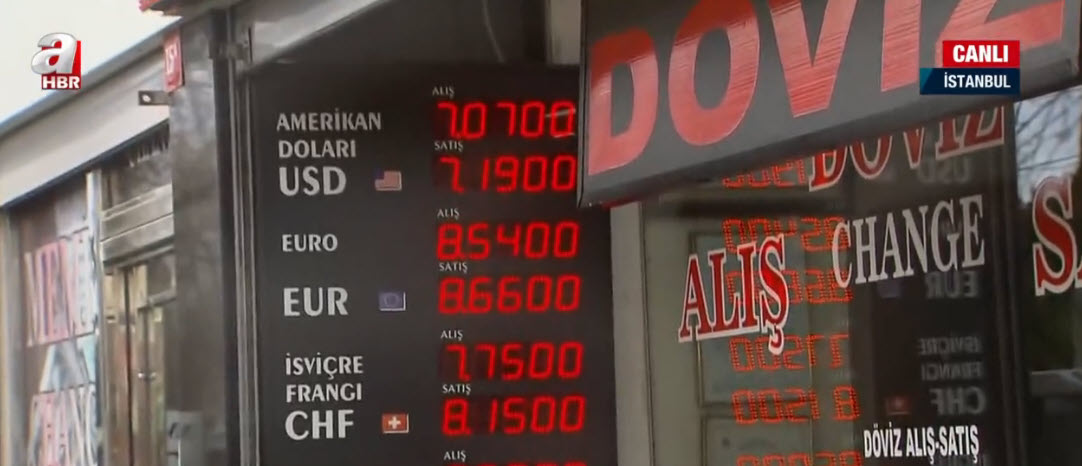 a
HBR
CANLI
İSTANBUL
15A
DÖVİZ
ALIŞ
AMERİKAN 7.0700
DOLARI SATIŞ
USD 7.1900
ALIŞ
EURO 8.5400
SATIŞ
EUR 8.6600
ALIŞ
İSVİÇRE 7.7500
FRANGI SATIŞ
CHF 8.1500
ALIŞ
DÖVİZ
ALIŞ
CHANGE
DÖVİZ ALIŞ-SATIŞ